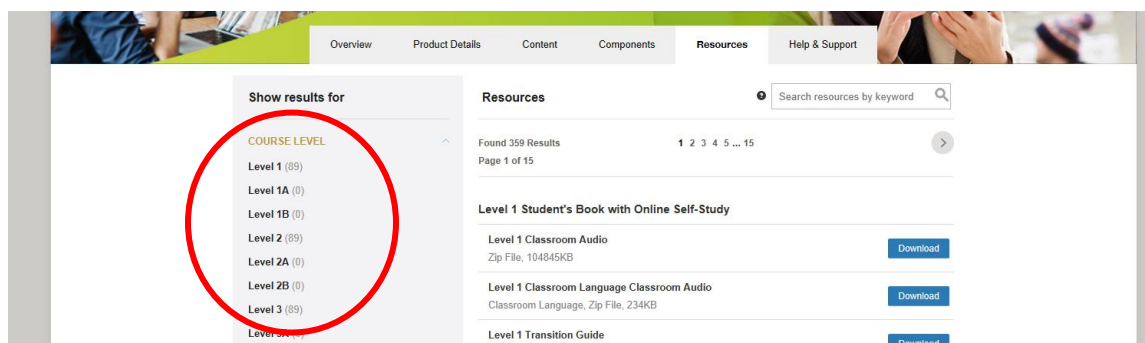 Overview Product Details Content Components Resources Help & Support
Show results for
COURSE LEVEL
Level 1 (89)
Level 1A (0)
Level 1B (0)
Level 2 (89)
Level 2A (0)
Level 2B (0)
Level 3 (89)
Level 3A (0)
Resources
Search resources by keyword
Found 359 Results
1 2 3 4 5 ... 15
Page 1 of 15
Level 1 Student's Book with Online Self-Study
Level 1 Classroom Audio
Zip File, 104845KB
Download
Level 1 Classroom Language Classroom Audio
Classroom Language, Zip File, 234KB
Download
Level 1 Transition Guide
Download